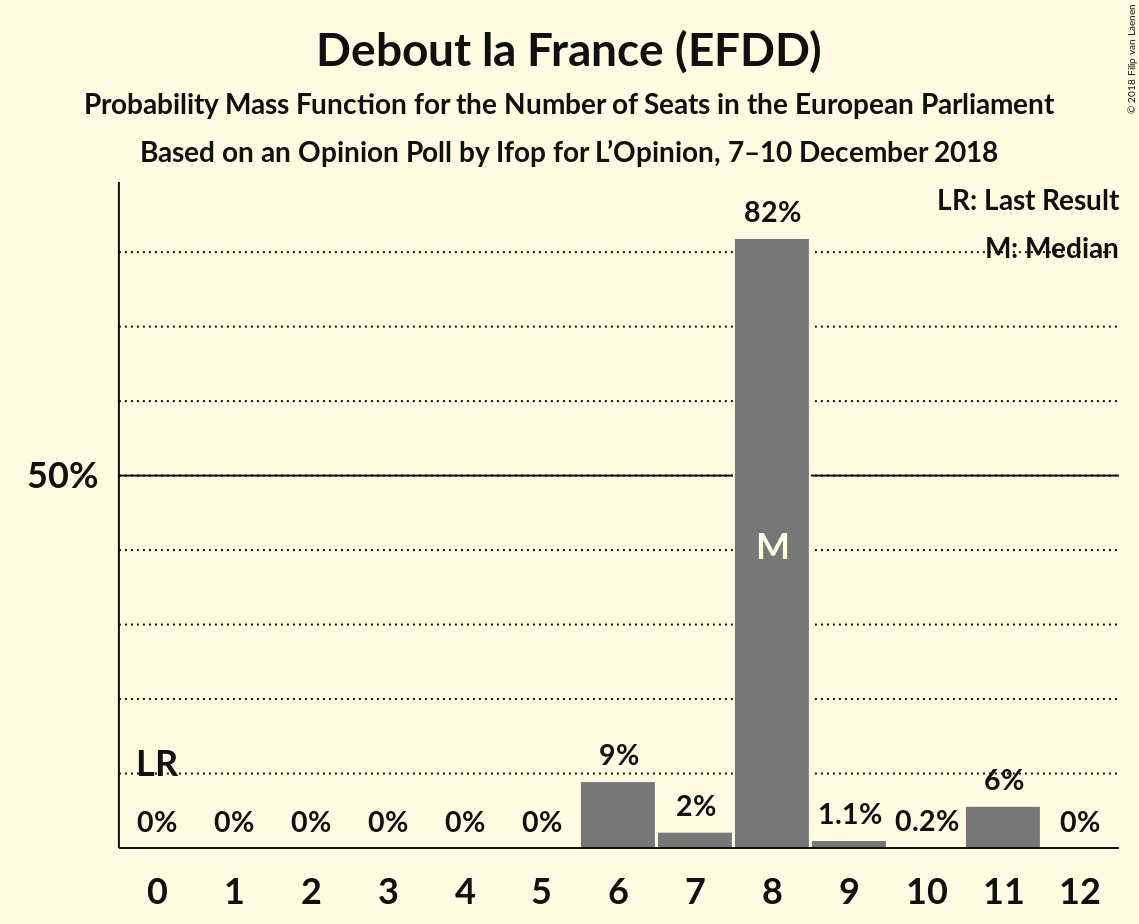 Debout la France (EFDD)
Probability Mass Function for the Number of Seats in the European Parliament
Based on an Opinion Poll by Ifop for L’Opinion, 7–10 December 2018
© 2018 Filip van Laenen
LR: Last Result
M: Median
82%
50%
M
LR
9%
6%
2%
1.1%
0.2%
0% 0% 0% 0% 0% 0% 0%
0 1 2 3 4 5 6 7 8 9 10 11 12